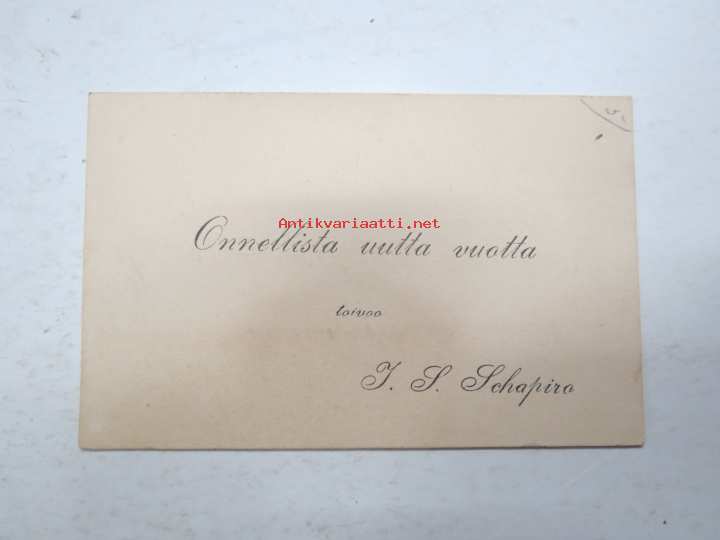 Antikvariaatti.net
Onnellista uutta vuotta
toivoo
J. S. Schapiro